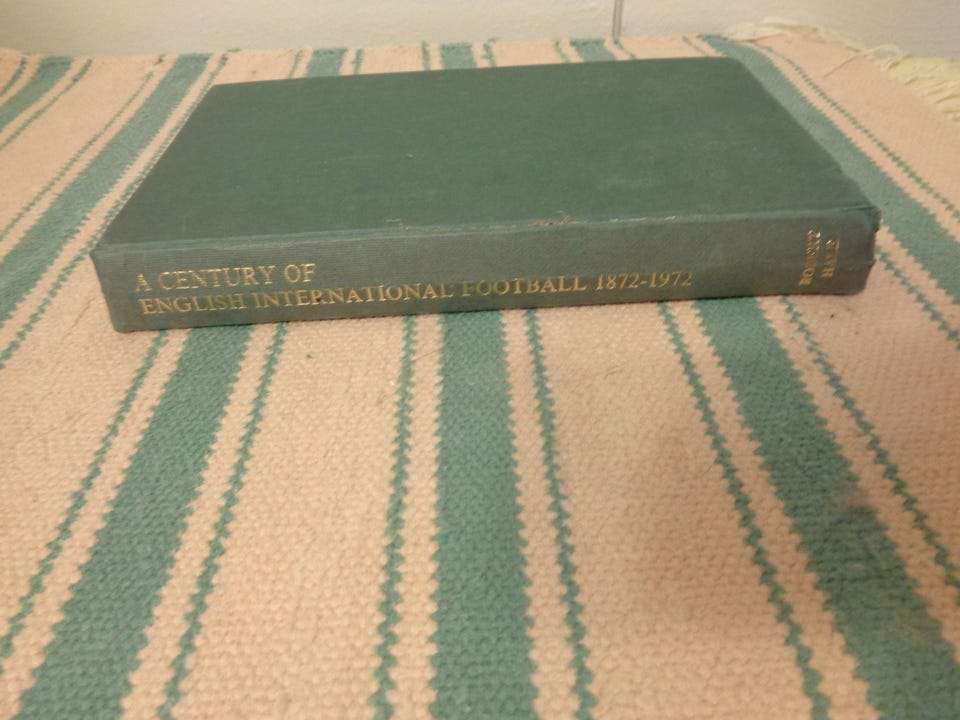 A CENTURY OF
ENGLISH INTERNATIONAL FOOTBALL 1872-1972
ROBERT
HALE